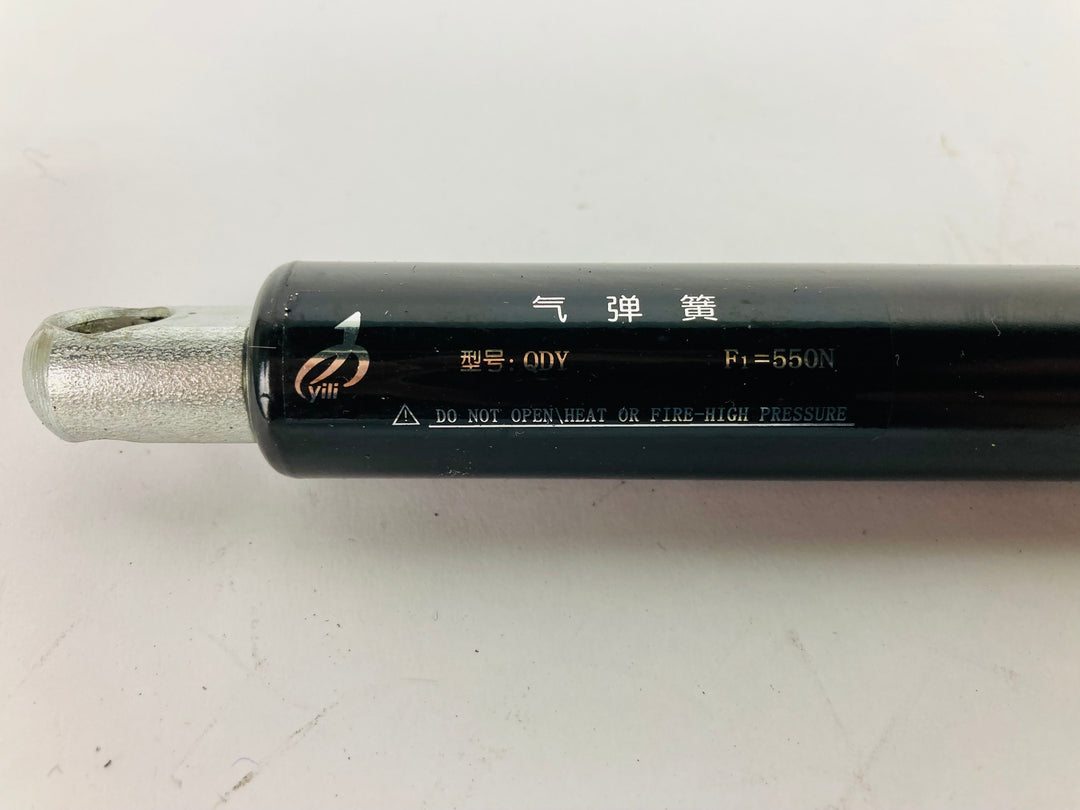 气弹簧
型号: QDY F1=550N
yili
DO NOT OPEN\HEAT OR FIRE-HIGH PRESSURE